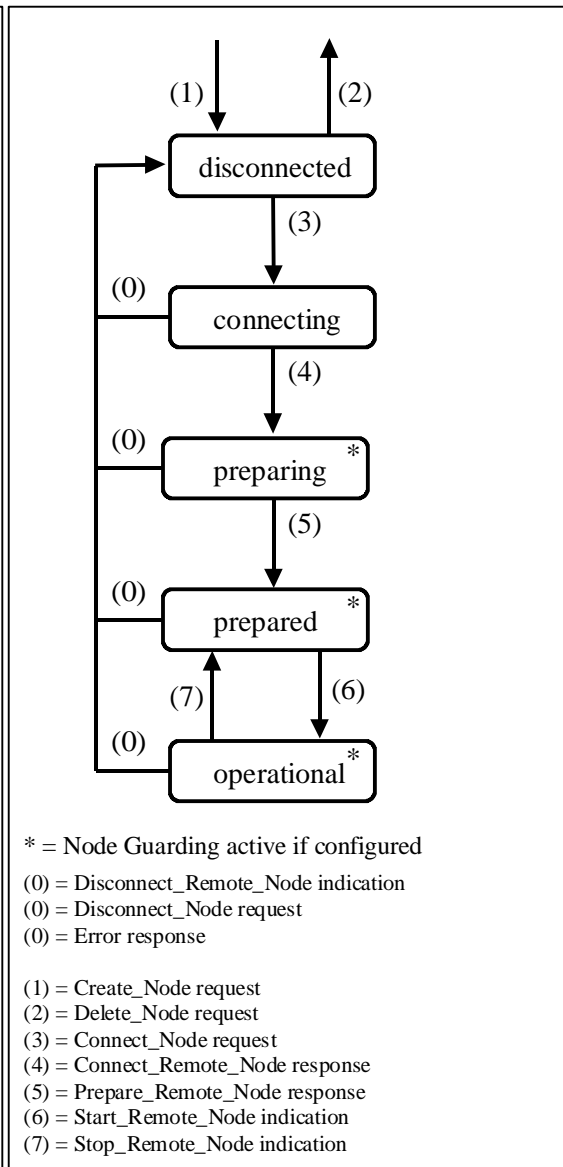 (1)
(2)
disconnected
(3)
(0)
connecting
(4)
(0)
preparing *
(5)
(0)
prepared *
(7)
(6)
(0)
operational *
* = Node Guarding active if configured
(0) = Disconnect_Remote_Node indication
(0) = Disconnect_Node request
(0) = Error response
(1) = Create_Node request
(2) = Delete_Node request
(3) = Connect_Node request
(4) = Connect_Remote_Node response
(5) = Prepare_Remote_Node response
(6) = Start_Remote_Node indication
(7) = Stop_Remote_Node indication